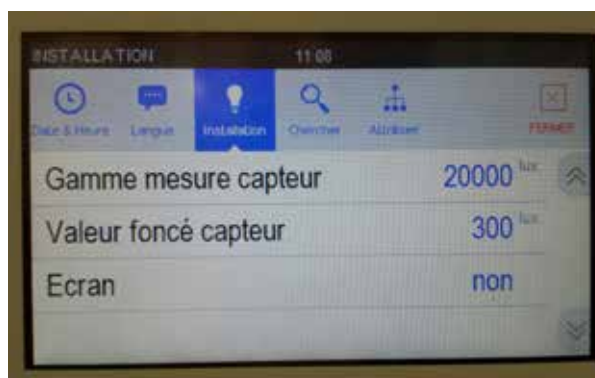 INSTALLATION 11:08
Date & Heure Langue Installation Chercher Attribuer FERMER
Gamme mesure capteur 20000 lux
Valeur foncé capteur 300 lux
Ecran non